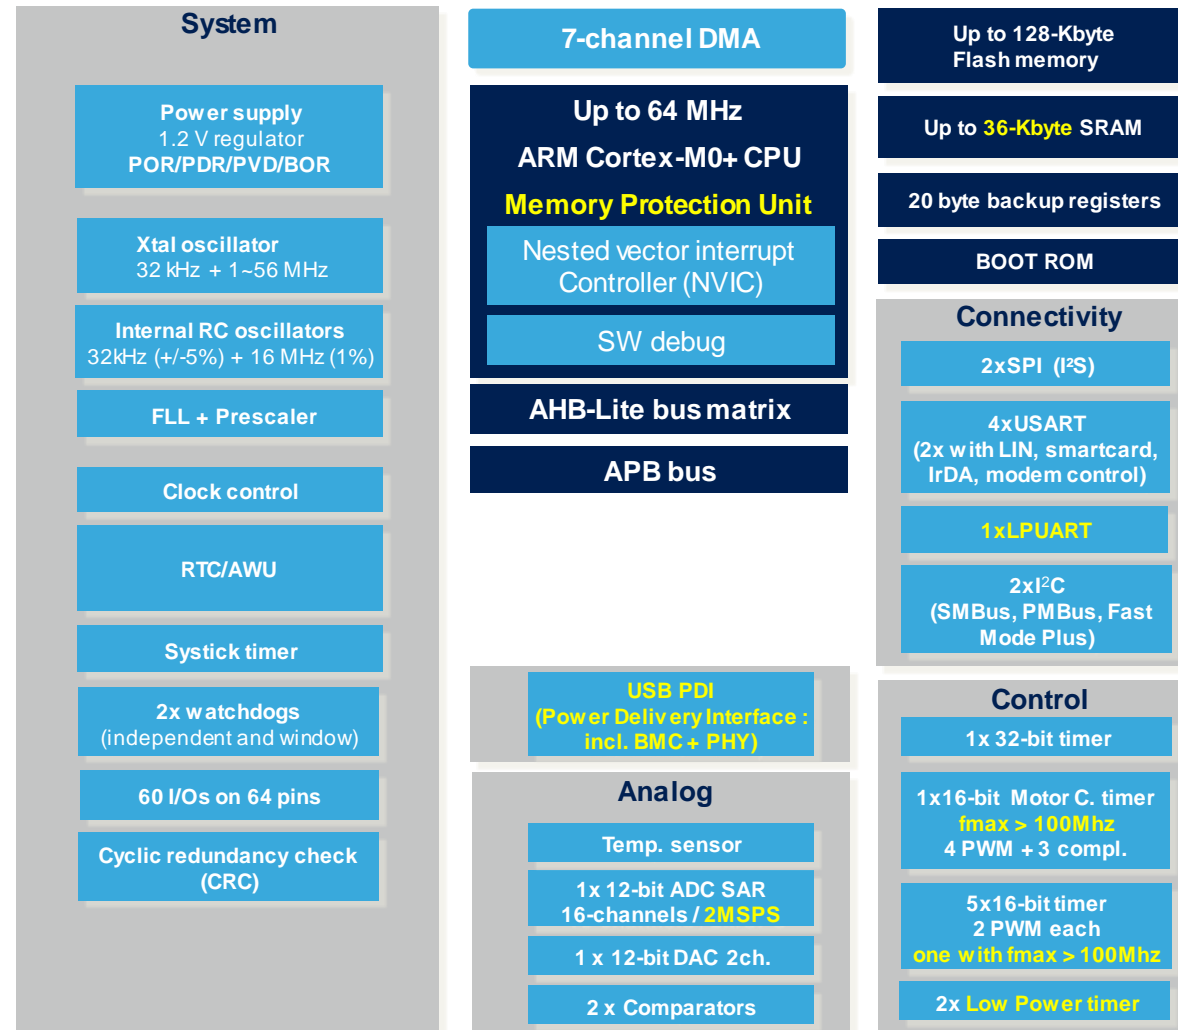 System
Power supply
1.2 V regulator
POR/PDR/PVD/BOR
Xtal oscillator
32 kHz + 1~56 MHz
Internal RC oscillators
32kHz (+/-5%) + 16 MHz (1%)
FLL + Prescaler
Clock control
RTC/AWU
Systick timer
2x watchdogs
(independent and window)
60 I/Os on 64 pins
Cyclic redundancy check
(CRC)
7-channel DMA
Up to 64 MHz
ARM Cortex-M0+ CPU
Memory Protection Unit
Nested vector interrupt
Controller (NVIC)
SW debug
AHB-Lite bus matrix
APB bus
USB PDI
(Power Delivery Interface :
incl. BMC + PHY)
Analog
Temp. sensor
1x 12-bit ADC SAR
16-channels / 2MSPS
1 x 12-bit DAC 2ch.
2 x Comparators
Up to 128-Kbyte
Flash memory
Up to 36-Kbyte SRAM
20 byte backup registers
BOOT ROM
Connectivity
2xSPI (I²S)
4xUSART
(2x with LIN, smartcard,
IrDA, modem control)
1xLPUART
2xI²C
(SMBus, PMBus, Fast
Mode Plus)
Control
1x 32-bit timer
1x16-bit Motor C. timer
fmax > 100Mhz
4 PWM + 3 compl.
5x16-bit timer
2 PWM each
one with fmax > 100Mhz
2x Low Power timer